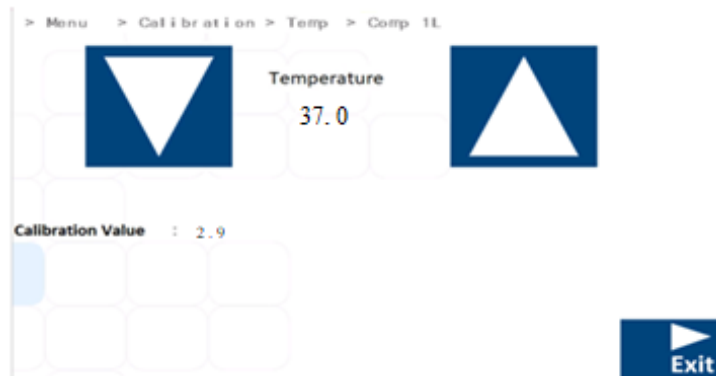 > Menu > Calibration > Temp > Comp 1L
Temperature
37.0
Calibration Value : 2.9
Exit